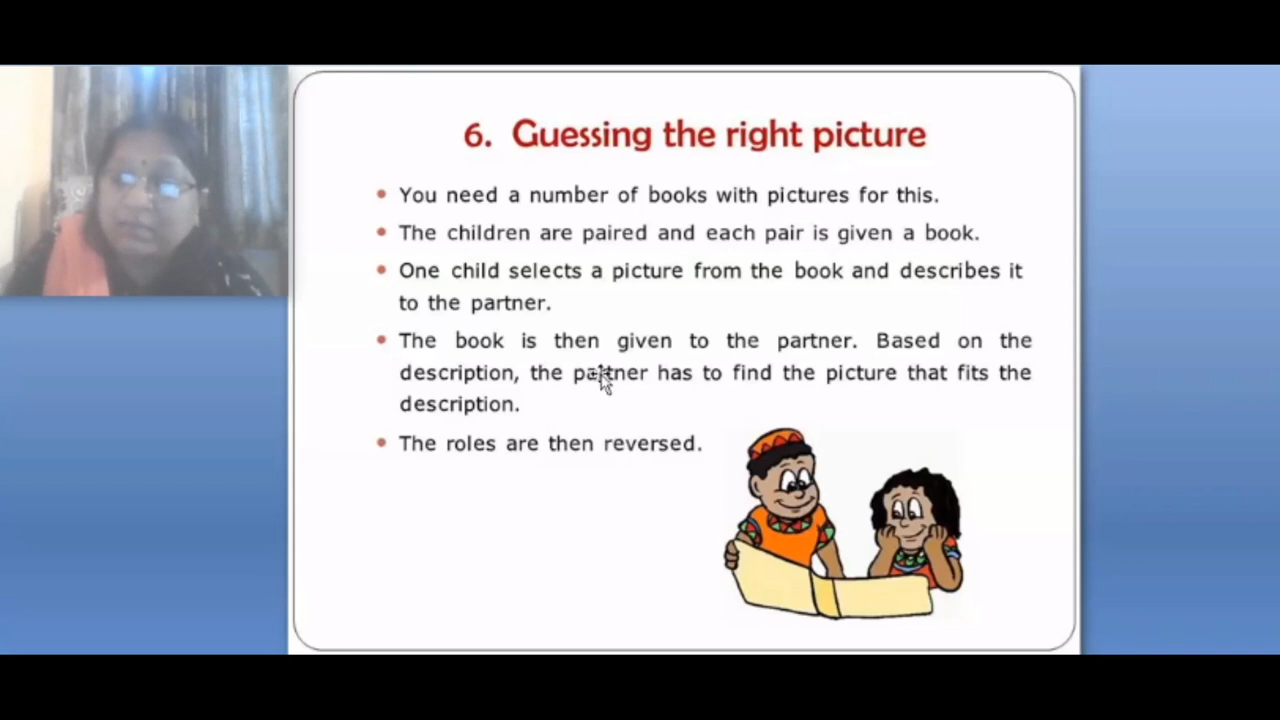 6. Guessing the right picture
• You need a number of books with pictures for this.
• The children are paired and each pair is given a book.
• One child selects a picture from the book and describes it
to the partner.
• The book is then given to the partner. Based on the
description, the partner has to find the picture that fits the
description.
• The roles are then reversed.